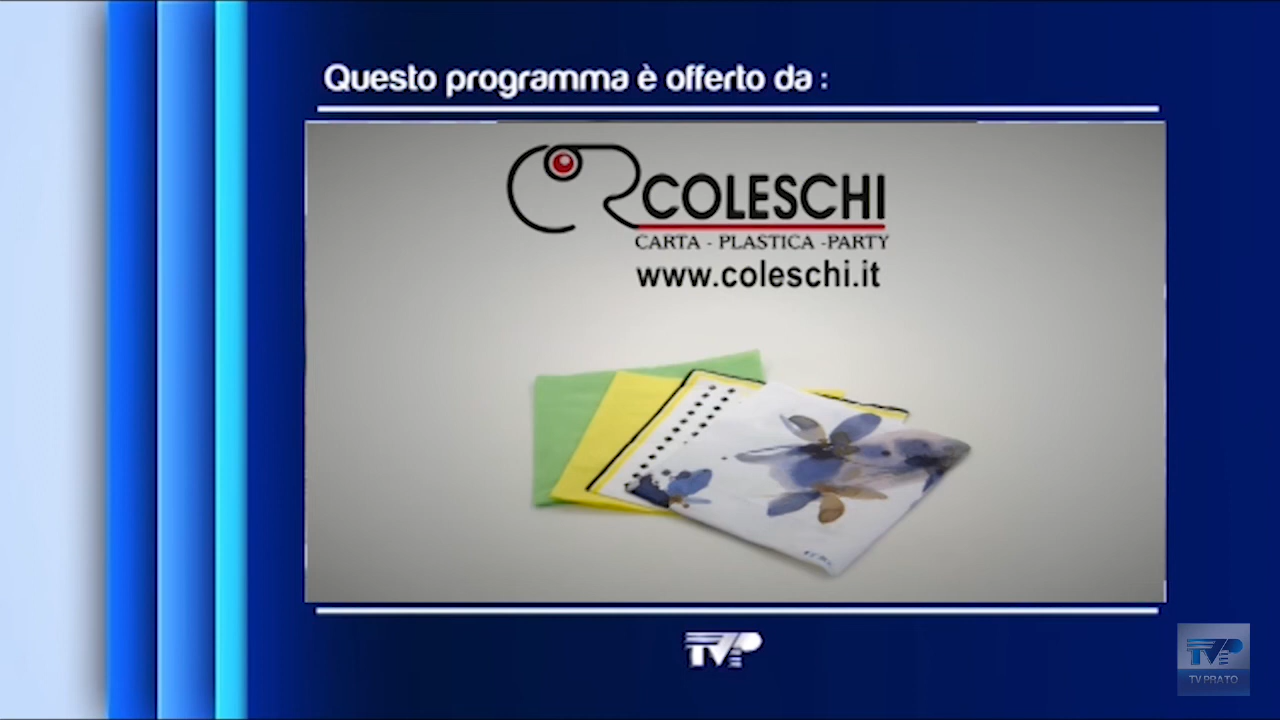 Questo programma è offerto da :
COLESCHI
CARTA - PLASTICA -PARTY
www.coleschi.it
TVP
TVP
TV PRATO